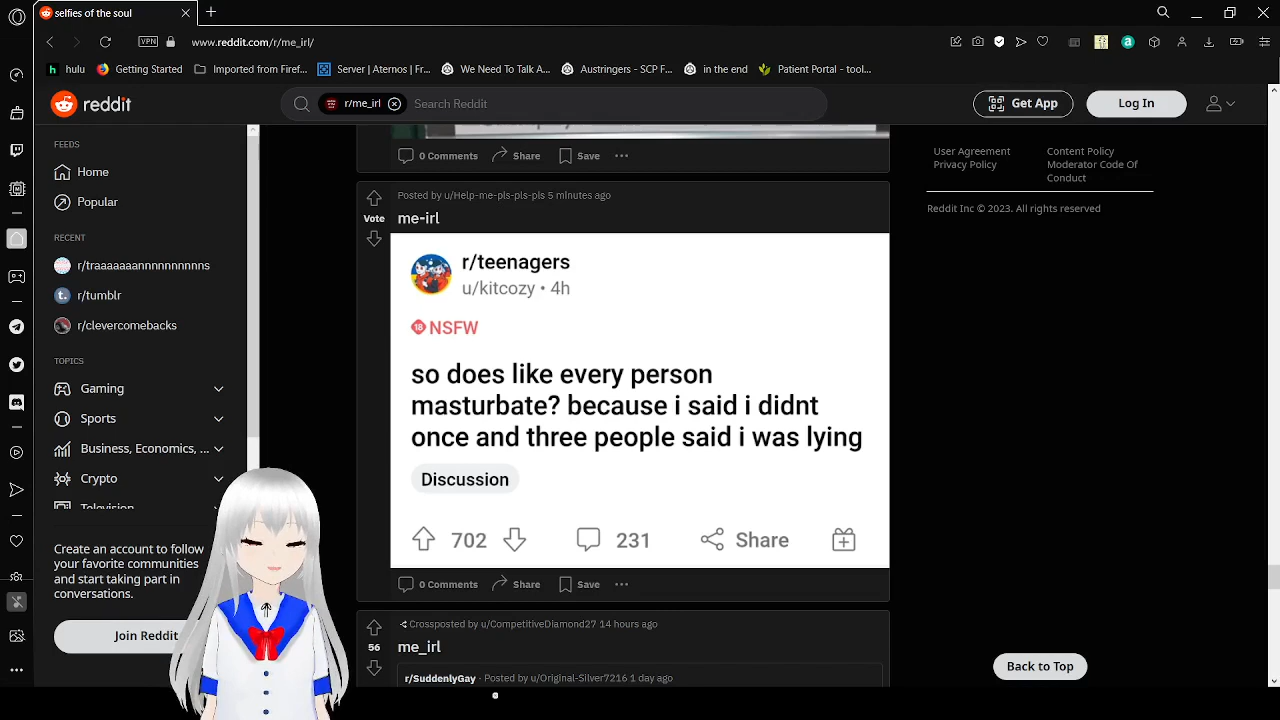 selfies of the soul
VPN
www.reddit.com/r/me_irl/
hulu
Getting Started
Imported from Firef...
Server | Aternos | Fr...
We Need To Talk A...
Austringers - SCP F...
in the end
Patient Portal - tool...
reddit
r/me_irl
Search Reddit
Get App
Log In
FEEDS
Home
Popular
RECENT
r/traaaaaaannnnnnnnnns
r/tumblr
r/clevercomebacks
TOPICS
Gaming
Sports
Business, Economics, ...
Crypto
Television
Create an account to follow
your favorite communities
and start taking part in
conversations.
Join Reddit
0 Comments
Share
Save
Posted by u/Help-me-pls-pls-pls 5 minutes ago
Vote
me-irl
r/teenagers
u/kitcozy • 4h
18 NSFW
so does like every person
masturbate? because i said i didnt
once and three people said i was lying
Discussion
702
231
Share
0 Comments
Share
Save
Crossposted by u/CompetitiveDiamond27 14 hours ago
56
me_irl
r/SuddenlyGay · Posted by u/Original-Silver7216 1 day ago
User Agreement
Privacy Policy
Content Policy
Moderator Code Of
Conduct
Reddit Inc © 2023. All rights reserved
Back to Top